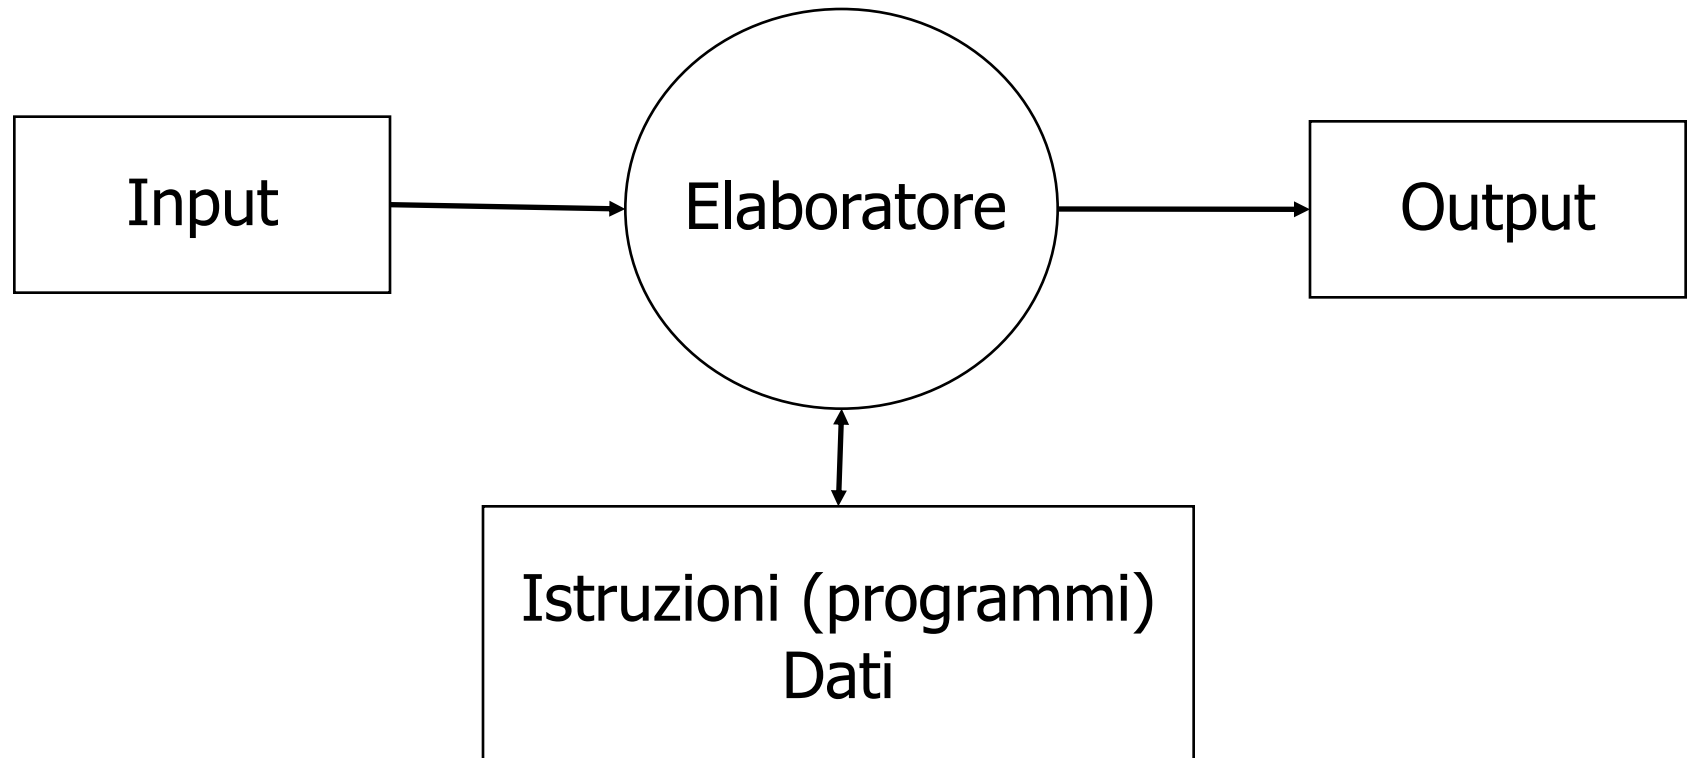 Input
Elaboratore
Output
Istruzioni (programmi)
Dati